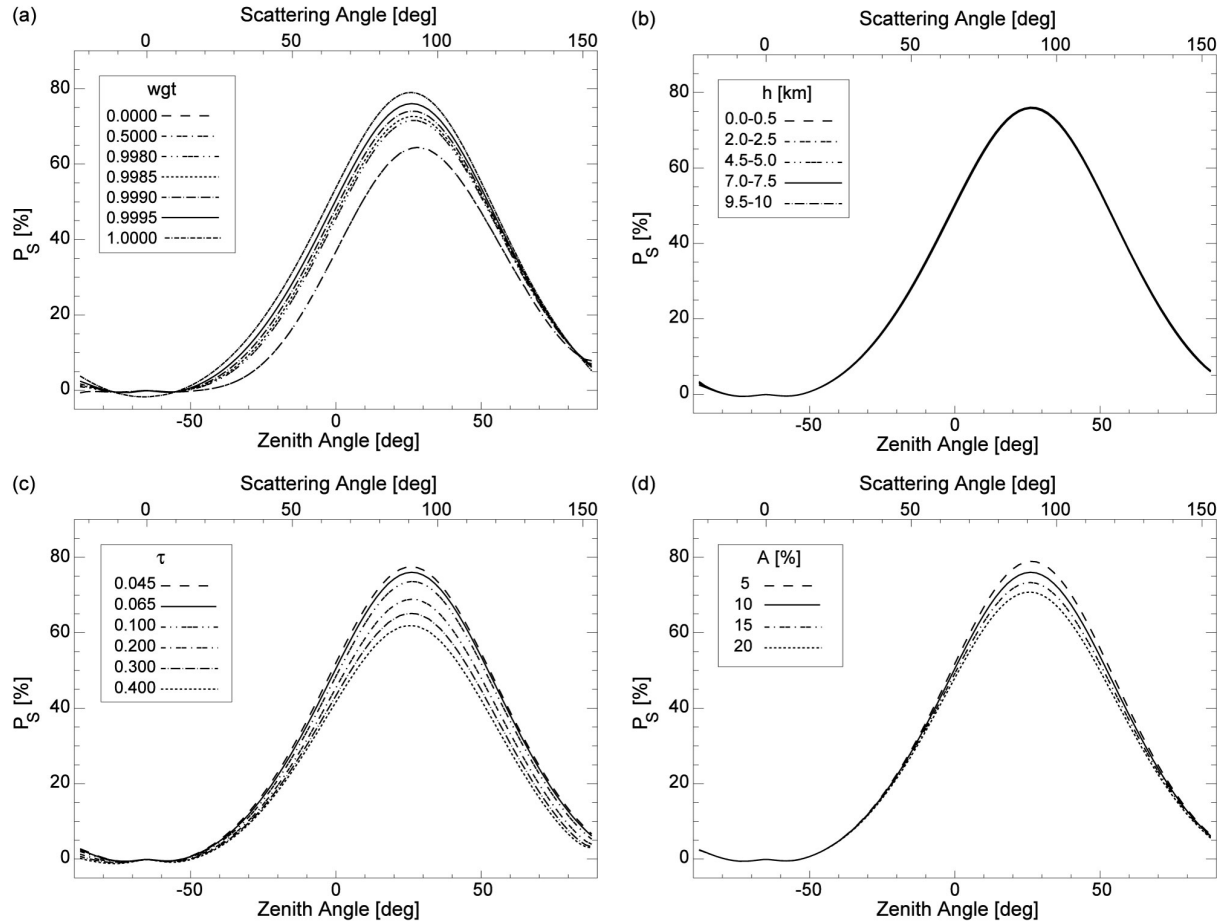 (a)
Scattering Angle [deg]
0 50 100 150
80
60
40
20
0
P_S [%]
wgt
0.0000
0.5000
0.9980
0.9985
0.9990
0.9995
1.0000
-50 0 50
Zenith Angle [deg]
(b)
Scattering Angle [deg]
0 50 100 150
80
60
40
20
0
P_S [%]
h [km]
0.0-0.5
2.0-2.5
4.5-5.0
7.0-7.5
9.5-10
-50 0 50
Zenith Angle [deg]
(c)
Scattering Angle [deg]
0 50 100 150
80
60
40
20
0
P_S [%]
τ
0.045
0.065
0.100
0.200
0.300
0.400
-50 0 50
Zenith Angle [deg]
(d)
Scattering Angle [deg]
0 50 100 150
80
60
40
20
0
P_S [%]
A [%]
5
10
15
20
-50 0 50
Zenith Angle [deg]